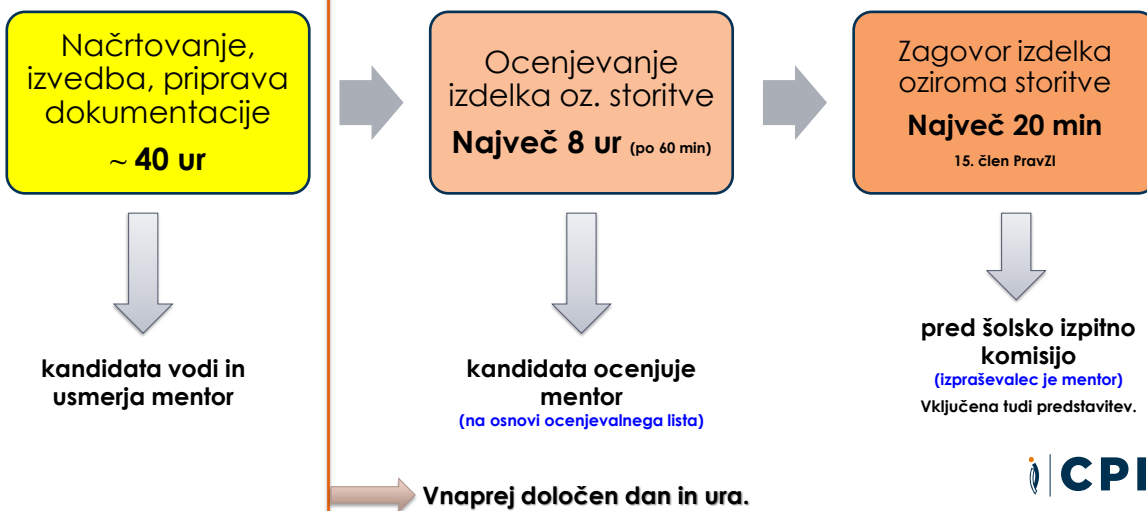 Načrtovanje,
izvedba, priprava
dokumentacije
~ 40 ur
kandidata vodi in
usmerja mentor
Ocenjevanje
izdelka oz. storitve
Največ 8 ur (po 60 min)
kandidata ocenjuje
mentor
(na osnovi ocenjevalnega lista)
Zagovor izdelka
oziroma storitve
Največ 20 min
15. člen PravZI
pred šolsko izpitno
komisijo
(izpraševalec je mentor)
Vključena tudi predstavitev.
Vnaprej določen dan in ura.
CPI